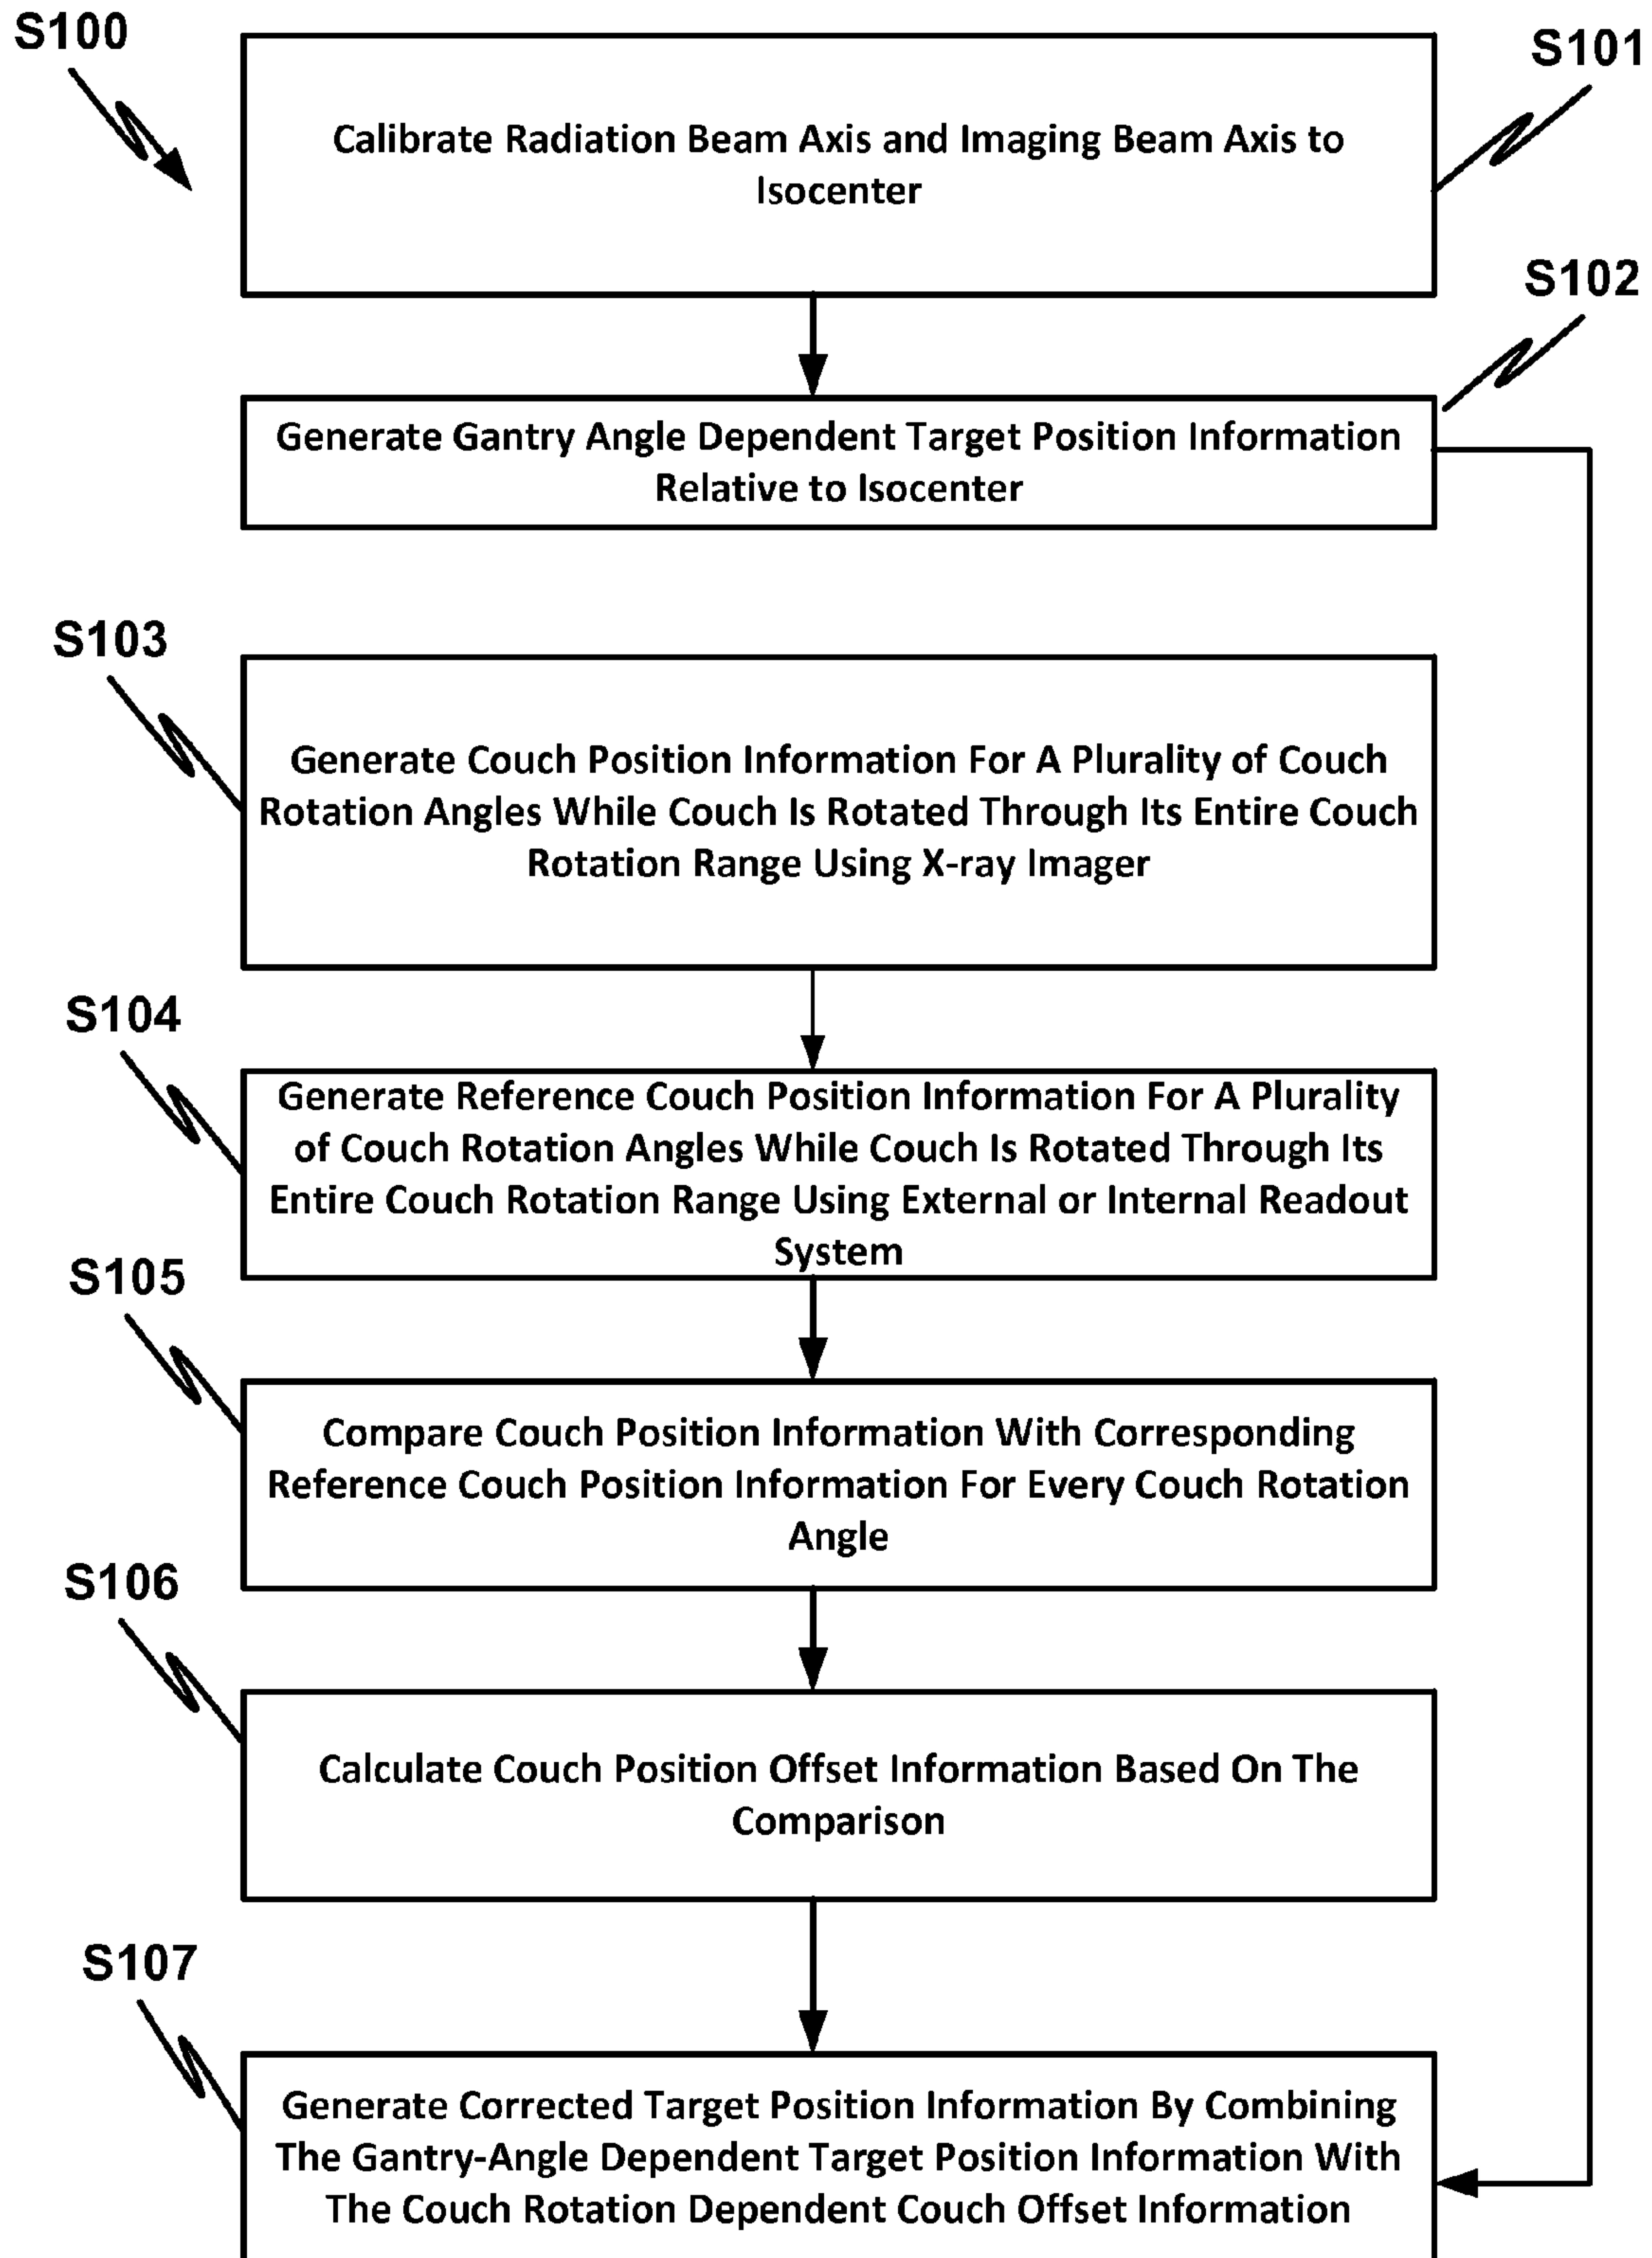 S100
S101
Calibrate Radiation Beam Axis and Imaging Beam Axis to
Isocenter
S102
Generate Gantry Angle Dependent Target Position Information
Relative to Isocenter
S103
Generate Couch Position Information For A Plurality of Couch
Rotation Angles While Couch Is Rotated Through Its Entire Couch
Rotation Range Using X-ray Imager
S104
Generate Reference Couch Position Information For A Plurality
of Couch Rotation Angles While Couch Is Rotated Through Its
Entire Couch Rotation Range Using External or Internal Readout
System
S105
Compare Couch Position Information With Corresponding
Reference Couch Position Information For Every Couch Rotation
Angle
S106
Calculate Couch Position Offset Information Based On The
Comparison
S107
Generate Corrected Target Position Information By Combining
The Gantry-Angle Dependent Target Position Information With
The Couch Rotation Dependent Couch Offset Information